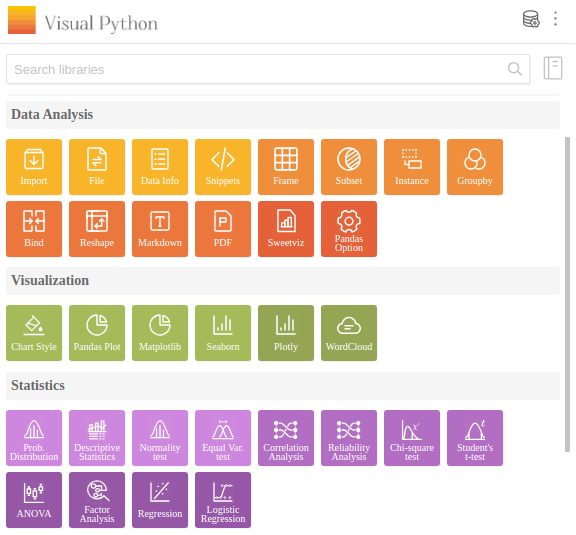 Visual Python
Search libraries
Data Analysis
Import File Data Info Snippets Frame Subset Instance Groupby
Bind Reshape Markdown PDF Sweetviz Pandas
Option
Visualization
Chart Style Pandas Plot Matplotlib Seaborn Plotly WordCloud
Statistics
Prob. Descriptive Normality Equal Var. Correlation Reliability Chi-square Student's
Distribution Statistics test test Analysis Analysis test t-test
ANOVA Factor Regression Logistic
Analysis Regression